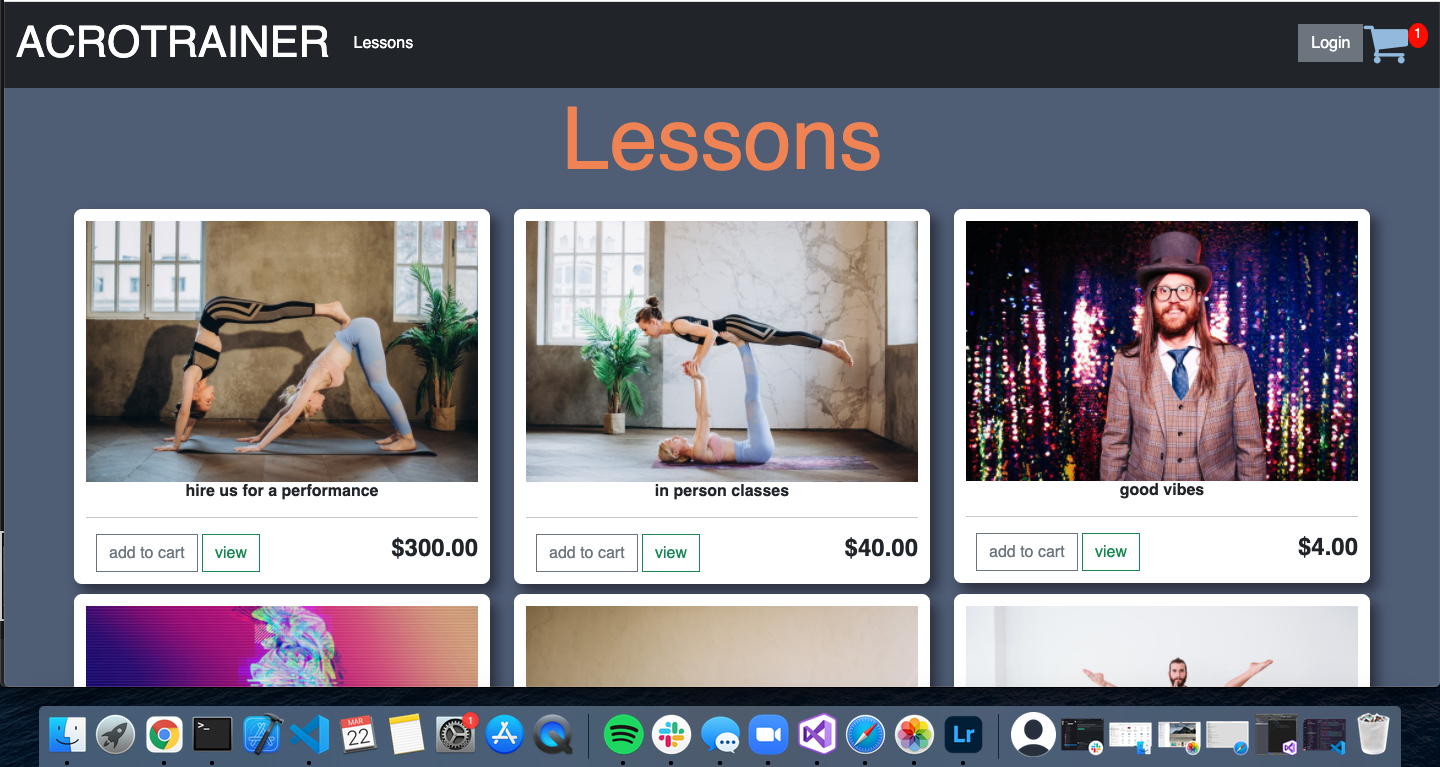 ACROTRAINER
Lessons
Login
1
Lessons
hire us for a performance
in person classes
good vibes
add to cart
view
$300.00
add to cart
view
$40.00
add to cart
view
$4.00
>_
MAR
22
1
Lr